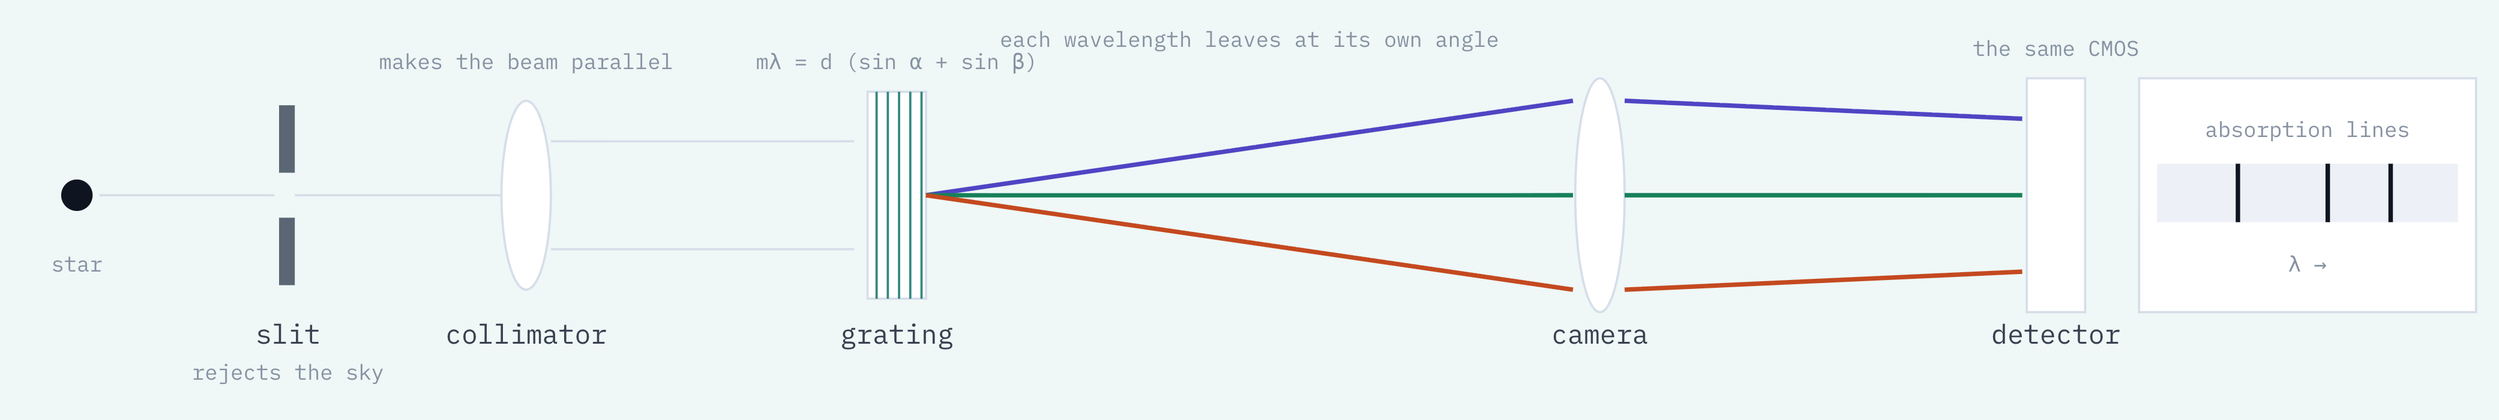 each wavelength leaves at its own angle
makes the beam parallel
mλ = d (sin α + sin β)
the same CMOS
absorption lines
λ →
star
slit
collimator
grating
camera
detector
rejects the sky